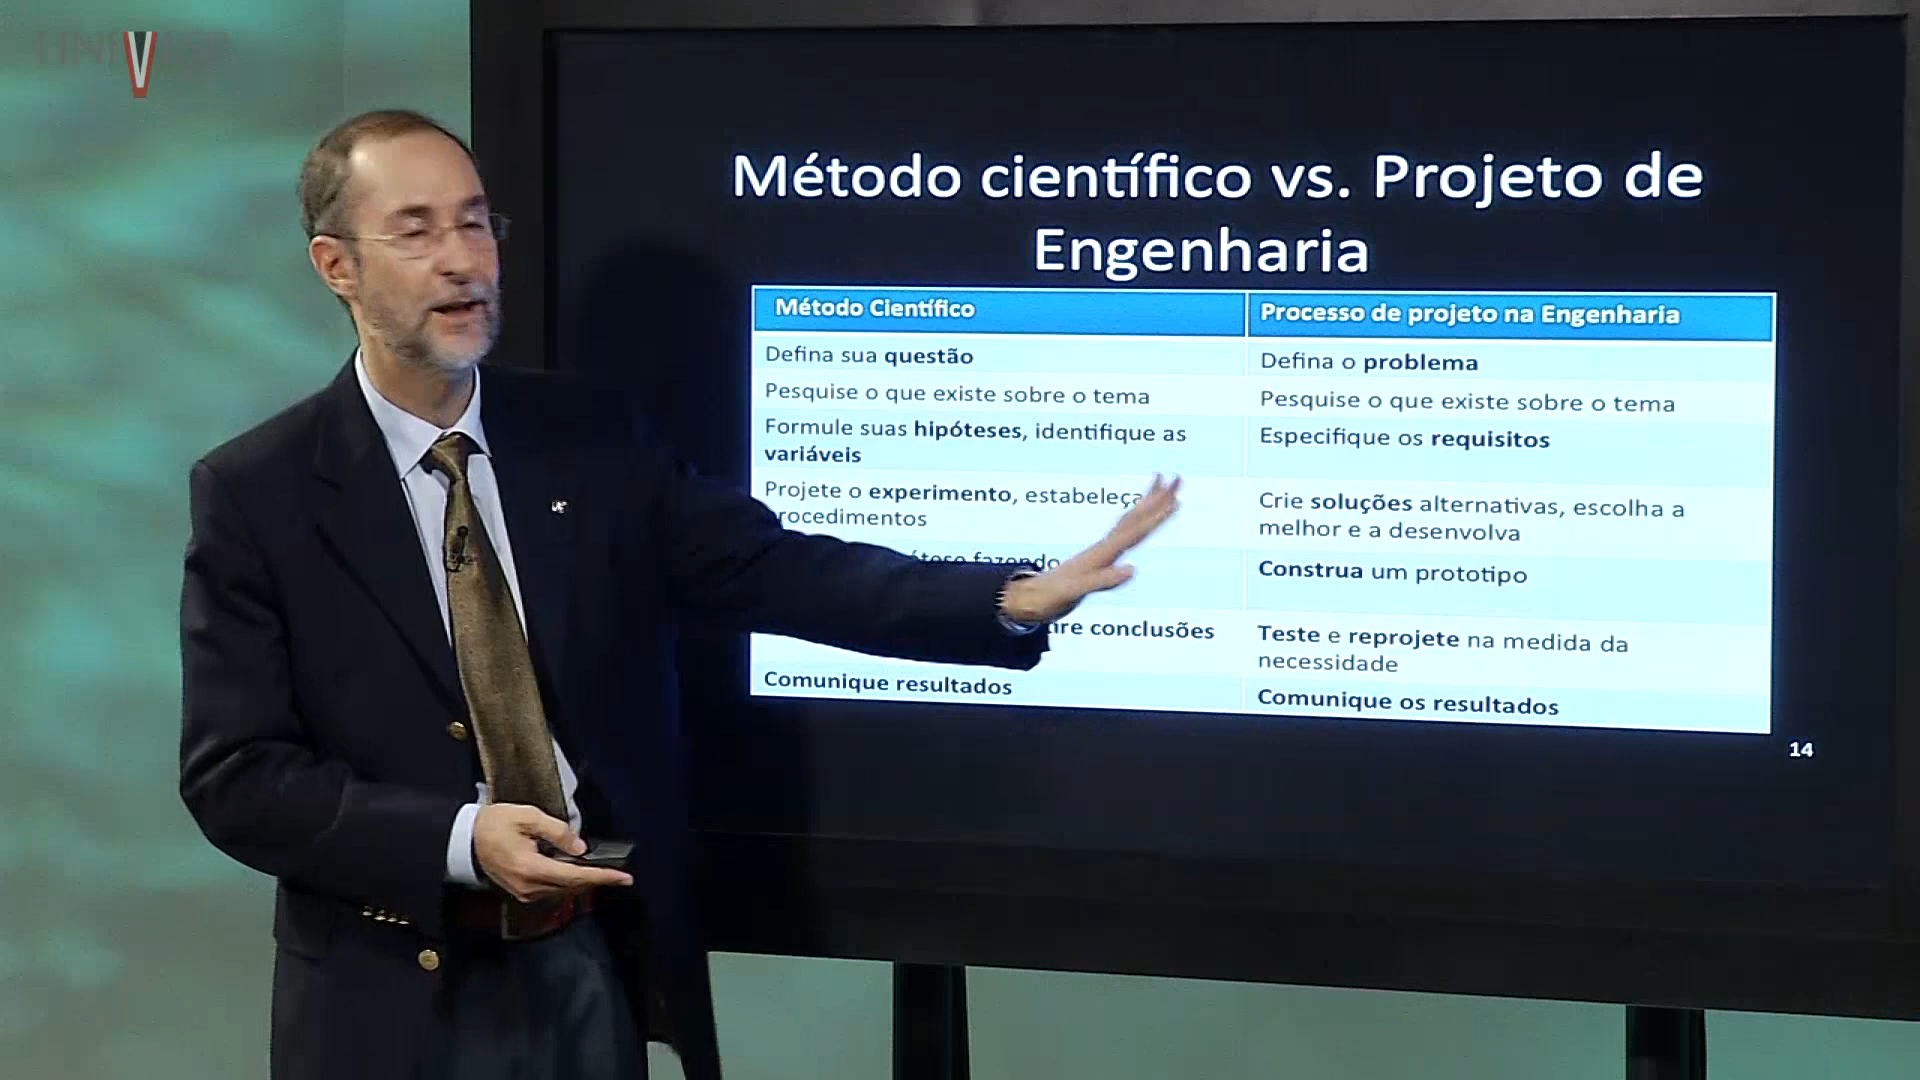 Método científico vs. Projeto de
Engenharia
Método Científico
Processo de projeto na Engenharia
Defina sua questão
Defina o problema
Pesquise o que existe sobre o tema
Pesquise o que existe sobre o tema
Formule suas hipóteses, identifique as
variáveis
Especifique os requisitos
Projete o experimento, estabeleça
procedimentos
Crie soluções alternativas, escolha a
melhor e a desenvolva
fazendo
Construa um prototipo
conclusões
Teste e reprojete na medida da
necessidade
Comunique resultados
Comunique os resultados
14